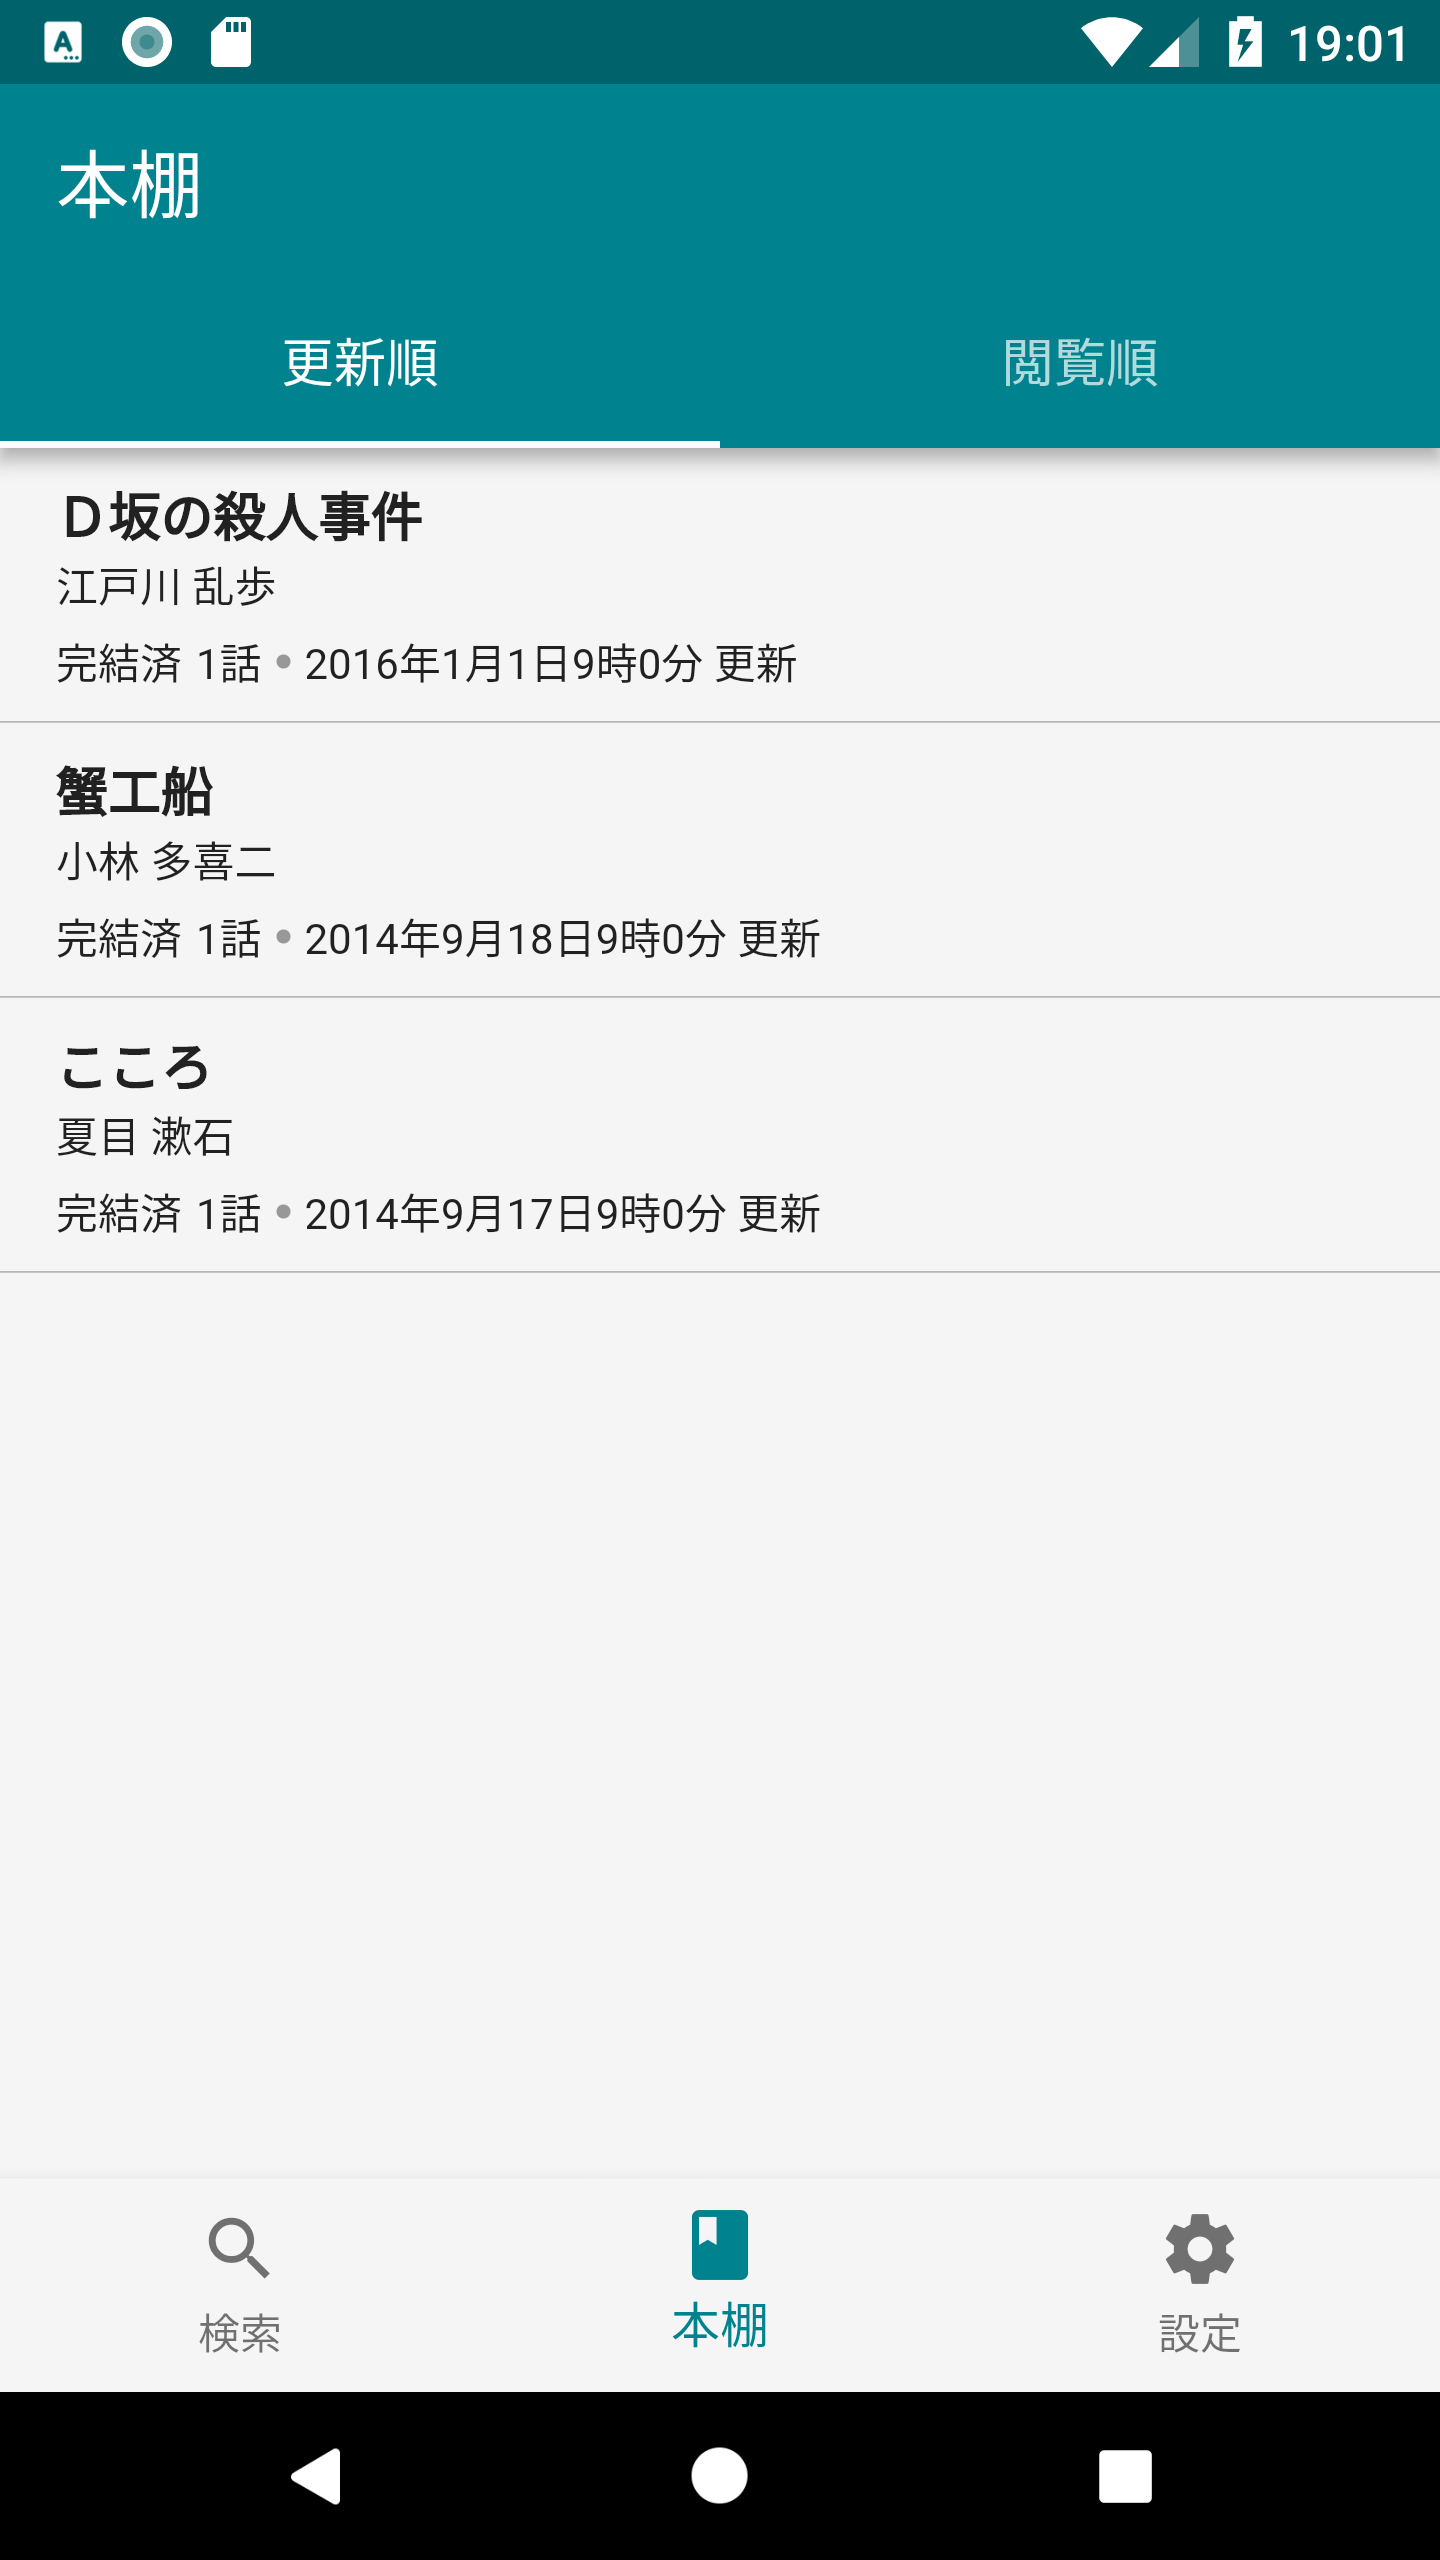 19:01
本棚
更新順
閲覧順
Ｄ坂の殺人事件
江戸川 乱歩
完結済 1話 • 2016年1月1日9時0分 更新
蟹工船
小林 多喜二
完結済 1話 • 2014年9月18日9時0分 更新
こころ
夏目 漱石
完結済 1話 • 2014年9月17日9時0分 更新
検索
本棚
設定